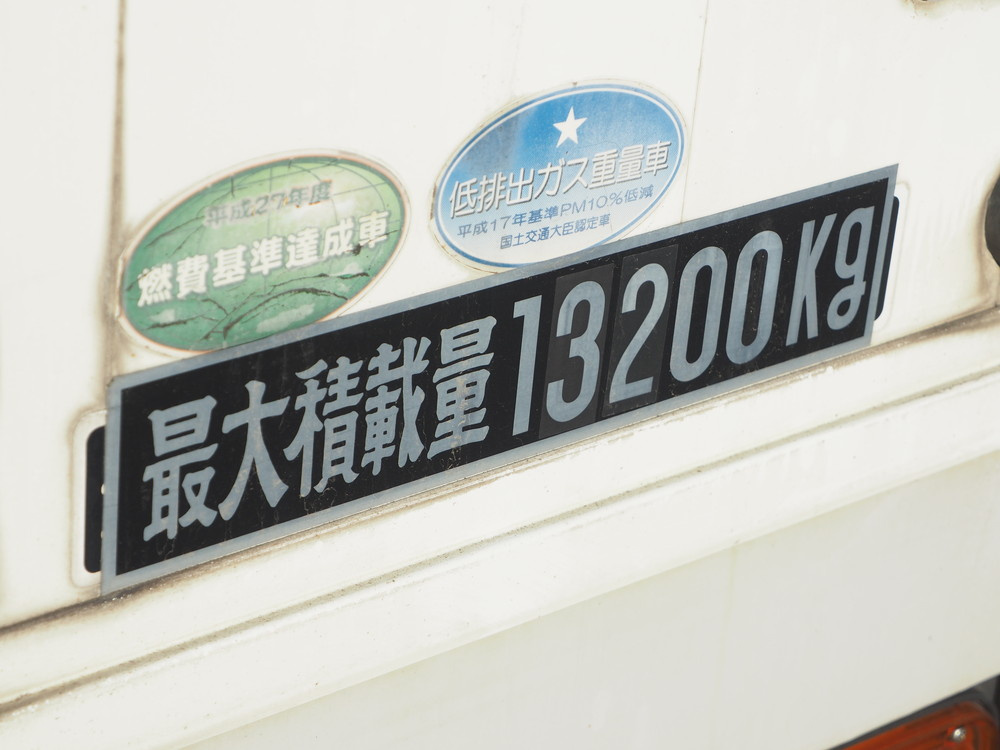 平成27年度
燃費基準達成車
低排出ガス重量車
平成17年基準PM10%低減
国土交通大臣認定車
最大積載量13200Kg